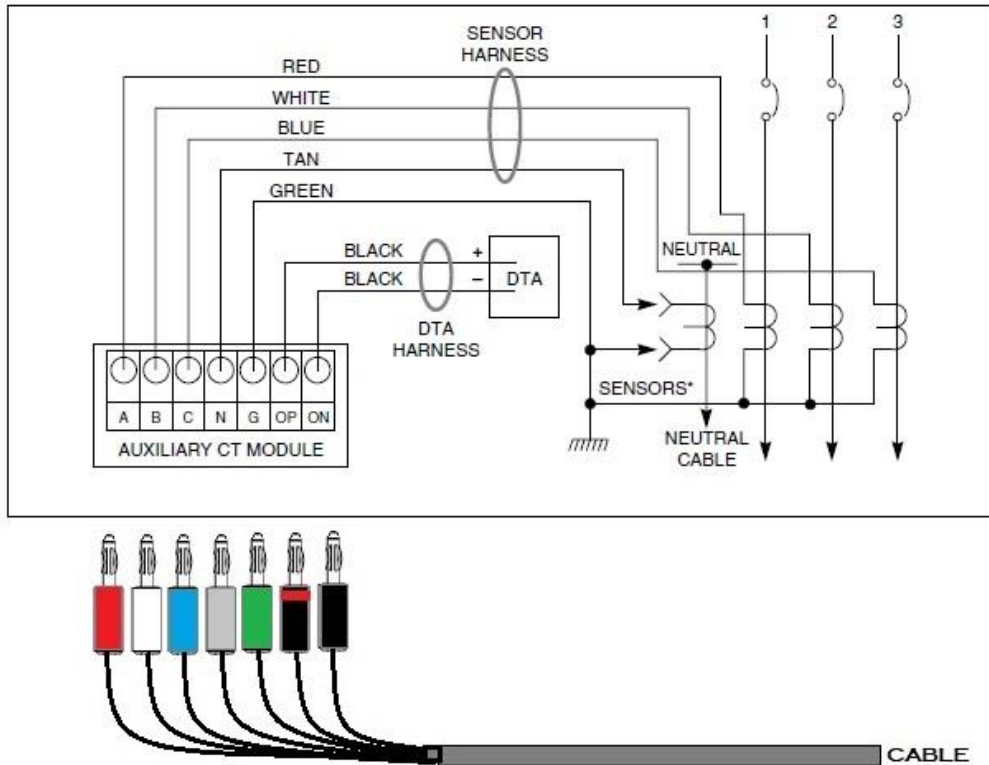 SENSOR
HARNESS
1 2 3
RED
WHITE
BLUE
TAN
GREEN
BLACK +
BLACK –
DTA
NEUTRAL
DTA
HARNESS
SENSORS*
A B C N G OP ON
AUXILIARY CT MODULE
NEUTRAL
CABLE
CABLE